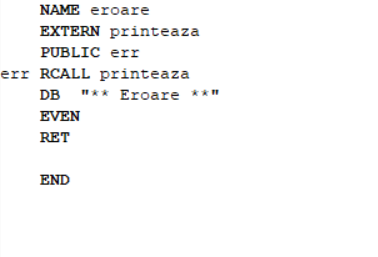 NAME eroare
EXTERN printeaza
PUBLIC err
err RCALL printeaza
DB "** Eroare **"
EVEN
RET
END